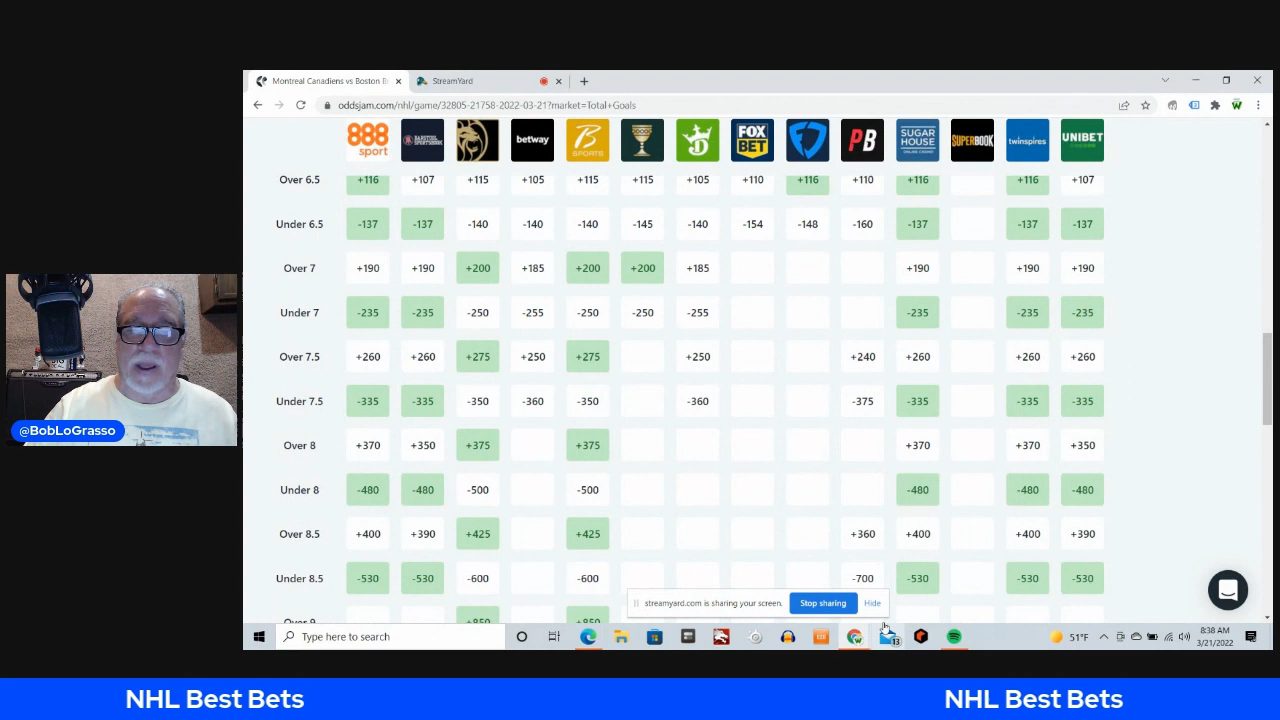 Montreal Canadiens vs Boston B
StreamYard
oddsjam.com/nhl/game/32805-21758-2022-03-21?market=Total+Goals
888 sport
betway
B SPORTS
FOX BET
PB
SUGAR HOUSE
SUPERBOOK
twinspires
UNIBET
Over 6.5 +116 +107 +115 +105 +115 +115 +105 +110 +116 +110 +116 +116 +107
Under 6.5 -137 -137 -140 -140 -140 -145 -140 -154 -148 -160 -137 -137 -137
Over 7 +190 +190 +200 +185 +200 +200 +185 +190 +190 +190
Under 7 -235 -235 -250 -255 -250 -250 -255 -235 -235 -235
Over 7.5 +260 +260 +275 +250 +275 +250 +240 +260 +260 +260
Under 7.5 -335 -335 -350 -360 -350 -360 -375 -335 -335 -335
Over 8 +370 +350 +375 +375 +370 +370 +350
Under 8 -480 -480 -500 -500 -480 -480 -480
Over 8.5 +400 +390 +425 +425 +360 +400 +400 +390
Under 8.5 -530 -530 -600 -600 -700 -530 -530 -530
Over 9 +850 +850
streamyard.com is sharing your screen.
Stop sharing
Hide
@BobLoGrasso
Type here to search
13
51°F
8:38 AM
3/21/2022
NHL Best Bets
NHL Best Bets